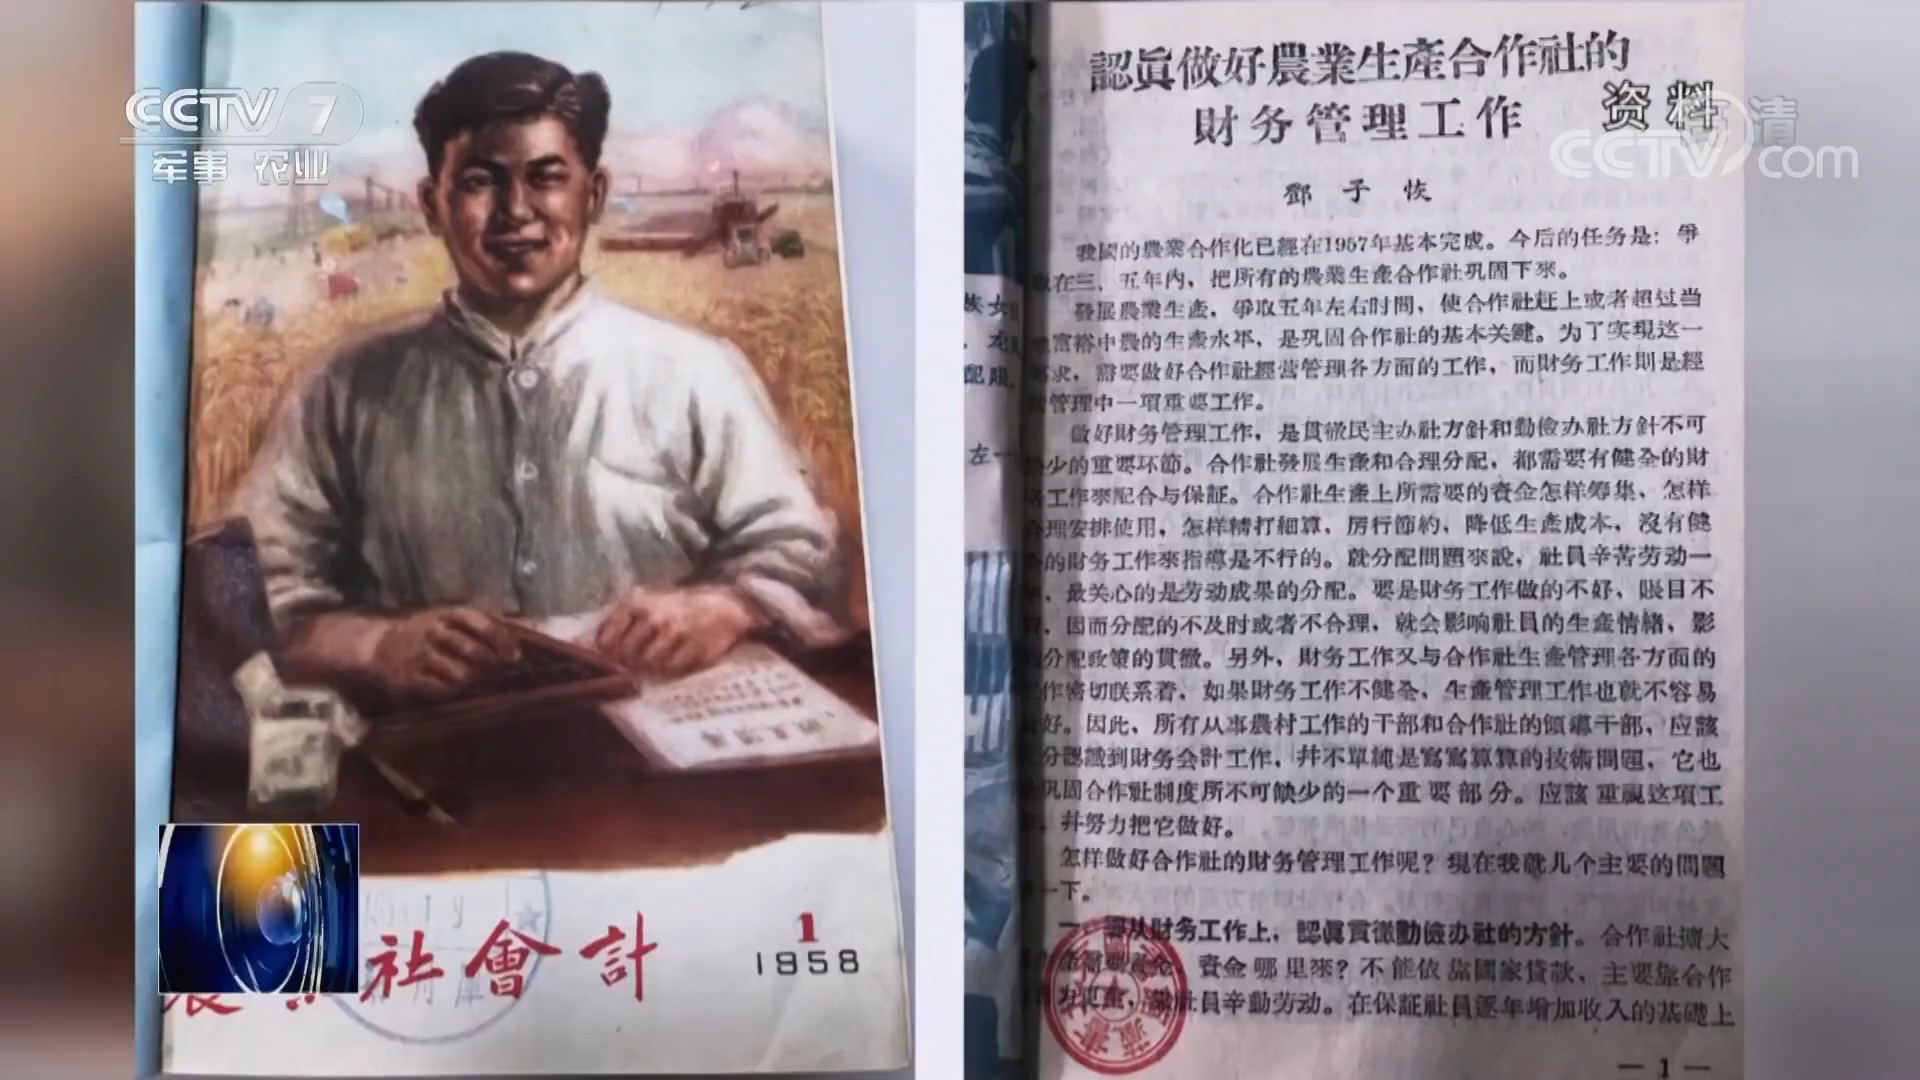 CCTV 7
军事 农业
社會計
1
1958
資料
高清
CCTV.com
認眞做好農業生產合作社的
財务管理工作
鄧子恢
我國的農業合作化已經在1957年基本完成。今后的任务是：爭
在三、五年內，把所有的農業生產合作社巩固下來。
發展農業生產，爭取五年左右时間，使合作社赶上或者超过当
富裕中農的生產水平，是巩固合作社的基本关鍵。为了实現这一
求，需要做好合作社經营管理各方面的工作，而財务工作則是經
管理中一項重要工作。
做好財务管理工作，是貫徹民主办社方針和勤儉办社方針不可
少的重要环節。合作社發展生產和合理分配，都需要有健全的財
工作來配合与保証。合作社生產上所需要的資金怎样筹集、怎样
理安排使用，怎样精打細算，厉行節約，降低生產成本，沒有健
的財务工作來指導是不行的。就分配問題來說，社員辛苦劳动一
，最关心的是劳动成果的分配。要是財务工作做的不好，賬目不
，因而分配的不及时或者不合理，就会影响社員的生產情緒，影
分配政策的貫徹。另外，財务工作又与合作社生產管理各方面的
作密切联系着，如果財务工作不健全，生產管理工作也就不容易
好。因此，所有从事農村工作的干部和合作社的領導干部，应該
分認識到財务会計工作，并不單純是寫寫算算的技術問題，它也
巩固合作社制度所不可缺少的一个重要部分。应該重視这項工
，并努力把它做好。
怎样做好合作社的財务管理工作呢？現在我就几个主要的問題
一下。
一、要从財务工作上，認眞貫徹勤儉办社的方針。合作社擴大
資金哪里來？不能依靠國家貸款，主要靠合作
社員辛勤劳动。在保証社員逐年增加收入的基礎上
— 1 —